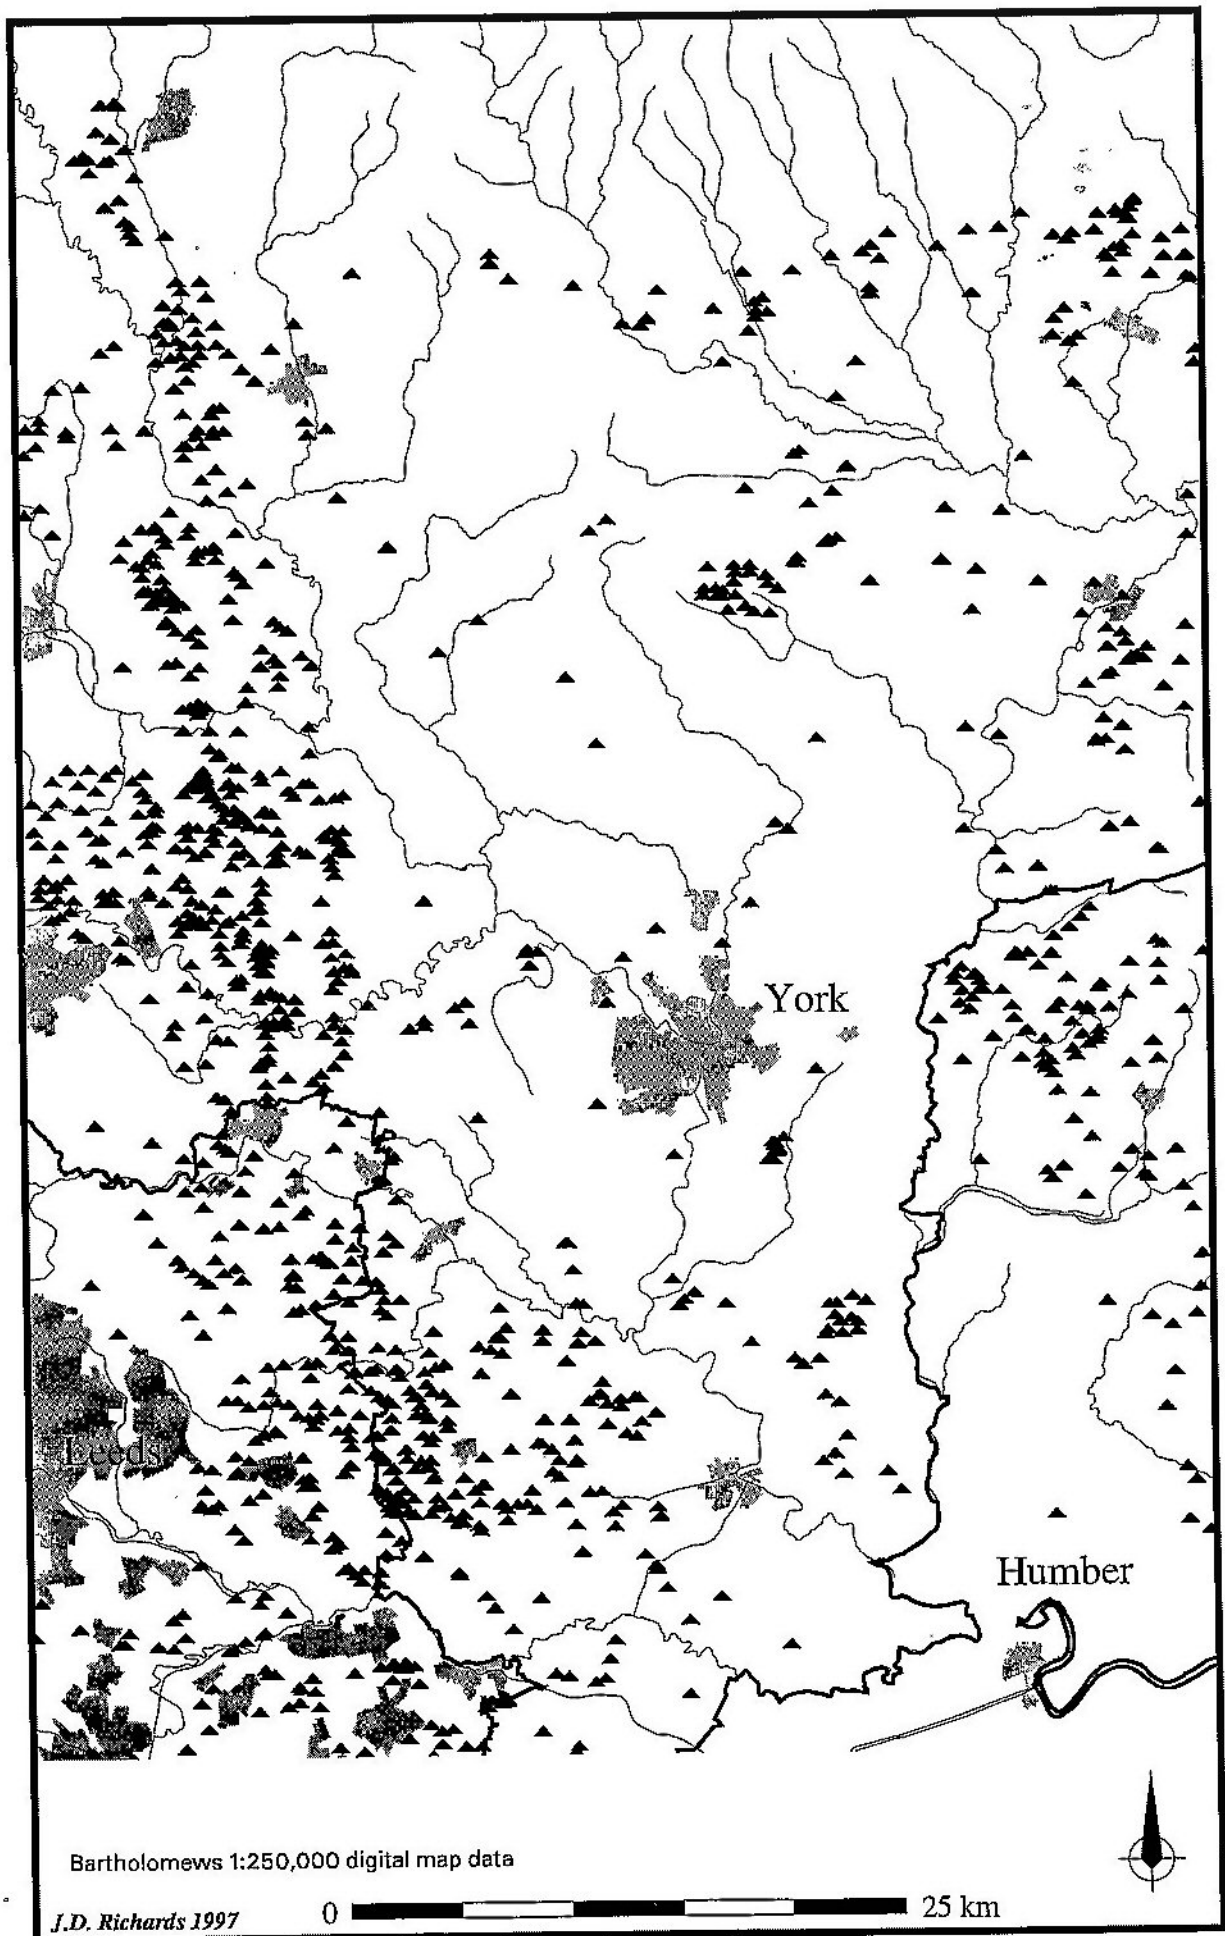 York
Leeds
Humber
Bartholomews 1:250,000 digital map data
J.D. Richards 1997
0
25 km